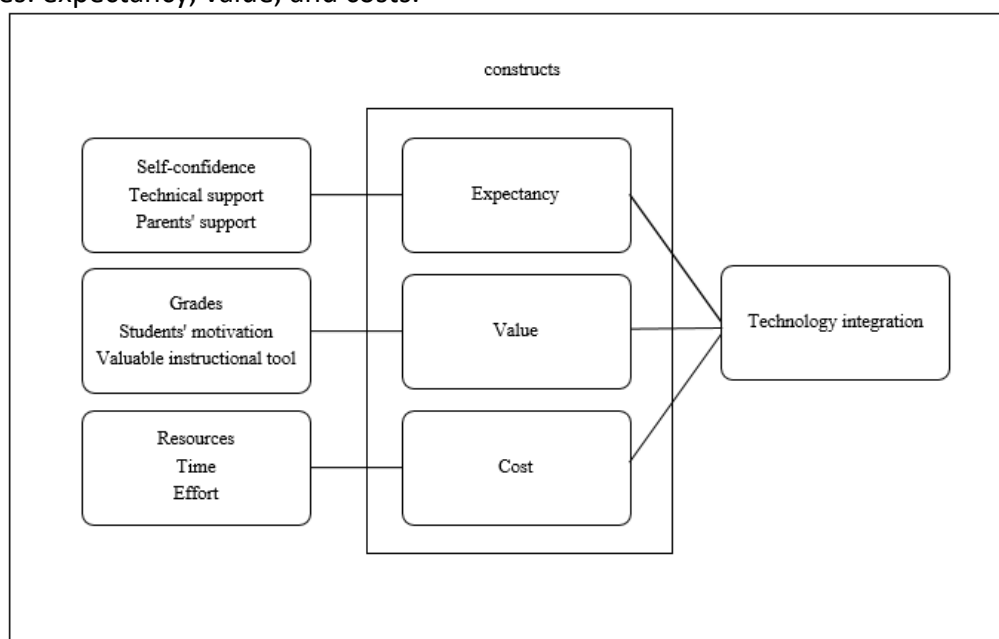 expectancy, value, and costs.
constructs
Self-confidence
Technical support
Parents' support
Expectancy
Grades
Students' motivation
Valuable instructional tool
Value
Technology integration
Resources
Time
Effort
Cost